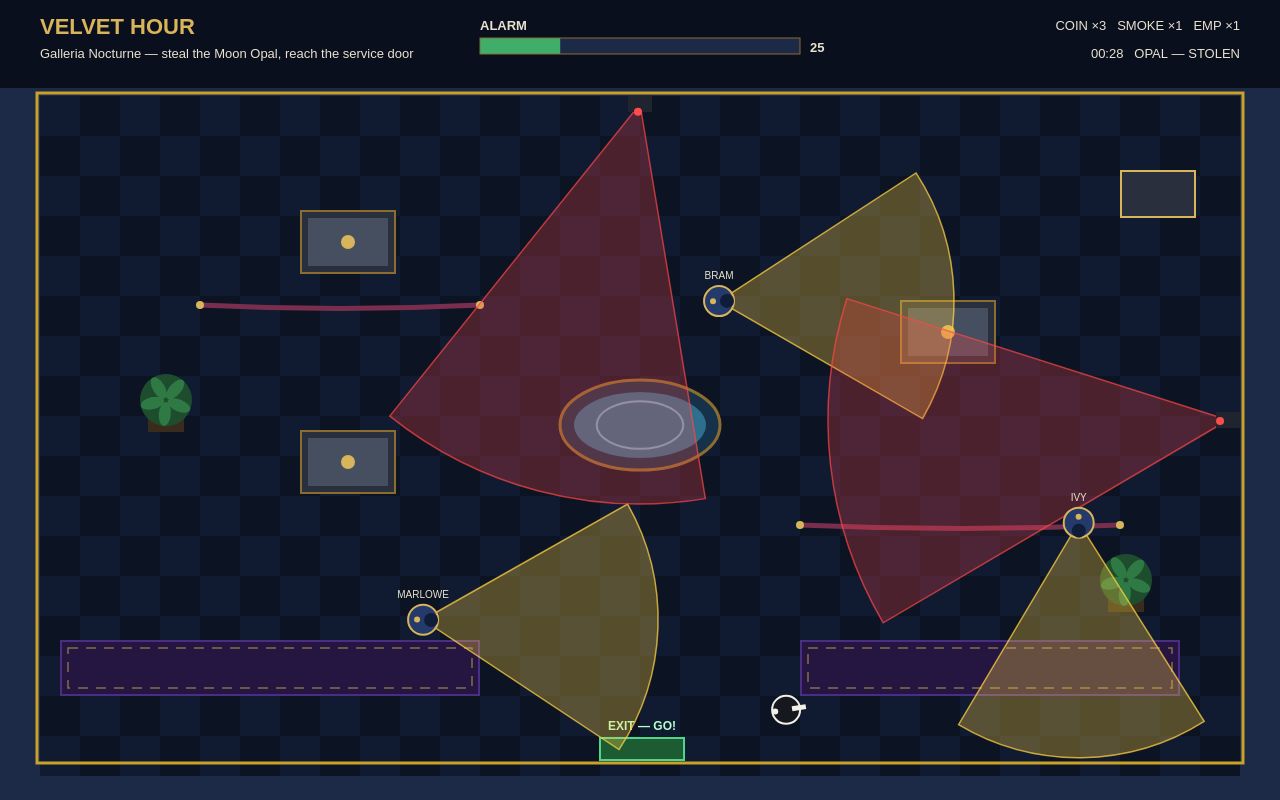 VELVET HOUR
Galleria Nocturne — steal the Moon Opal, reach the service door
ALARM
25
COIN ×3 SMOKE ×1 EMP ×1
00:28 OPAL — STOLEN
BRAM
IVY
MARLOWE
EXIT — GO!